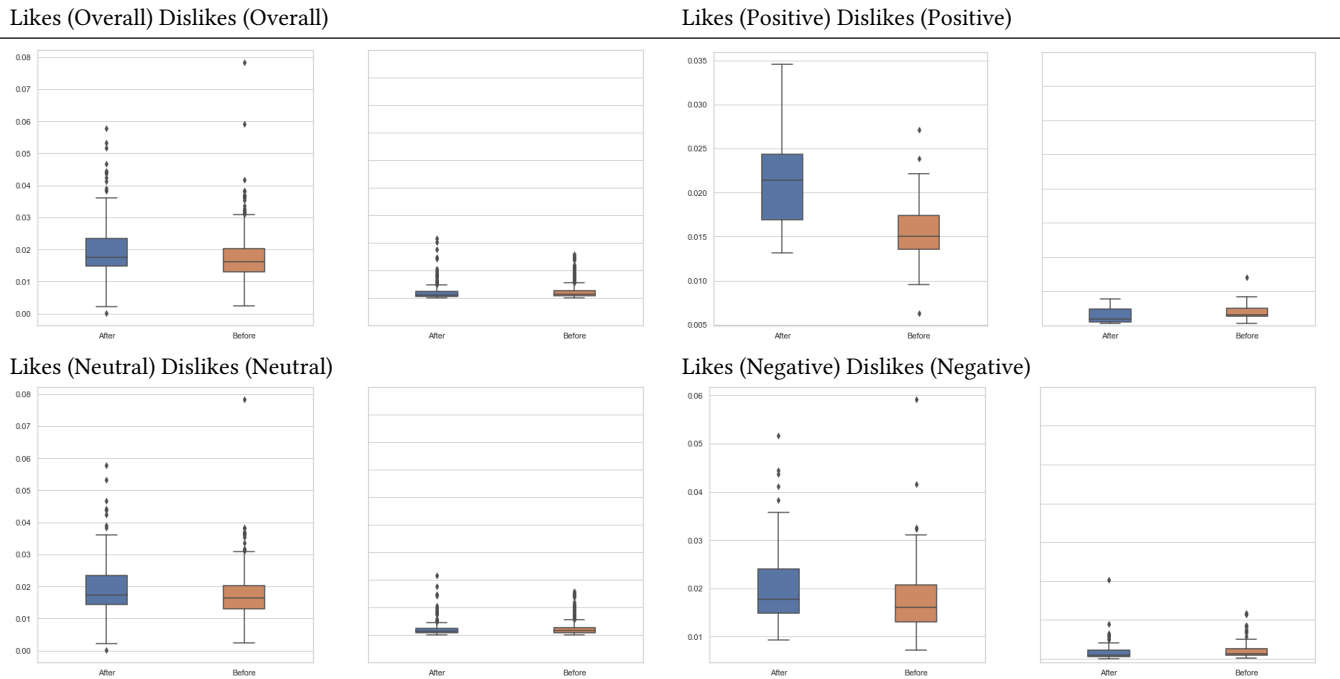 Likes (Overall) Dislikes (Overall)
Likes (Positive) Dislikes (Positive)
0.08
0.07
0.06
0.05
0.04
0.03
0.02
0.01
0.00
After
Before
After
Before
0.035
0.030
0.025
0.020
0.015
0.010
0.005
After
Before
After
Before
Likes (Neutral) Dislikes (Neutral)
Likes (Negative) Dislikes (Negative)
0.08
0.07
0.06
0.05
0.04
0.03
0.02
0.01
0.00
After
Before
After
Before
0.06
0.05
0.04
0.03
0.02
0.01
After
Before
After
Before